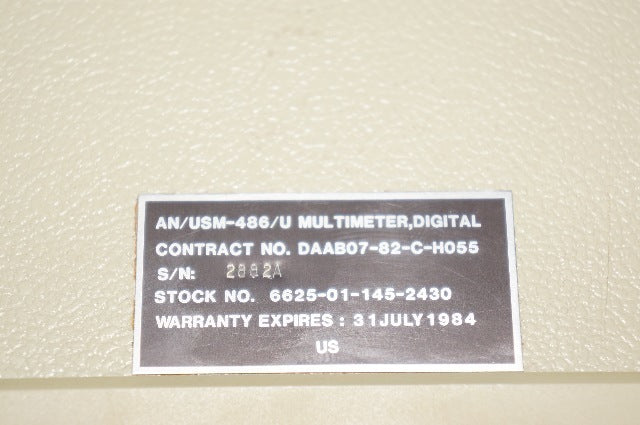 AN/USM-486/U MULTIMETER,DIGITAL
CONTRACT NO. DAAB07-82-C-H055
S/N: 2882A
STOCK NO. 6625-01-145-2430
WARRANTY EXPIRES : 31JULY1984
US